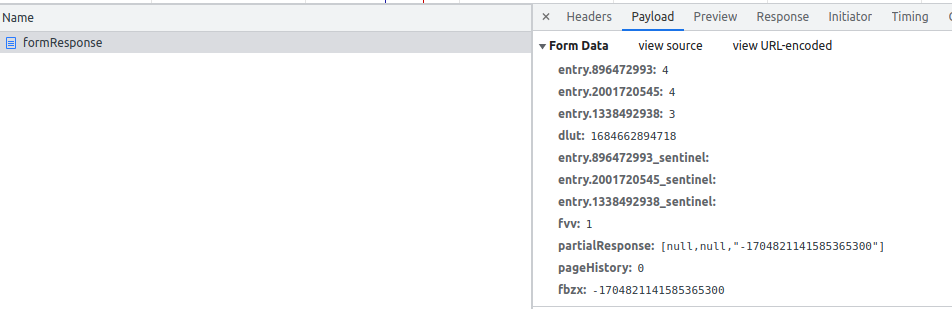 Name
formResponse
× Headers Payload Preview Response Initiator Timing
Form Data view source view URL-encoded
entry.896472993: 4
entry.2001720545: 4
entry.1338492938: 3
dlut: 1684662894718
entry.896472993_sentinel:
entry.2001720545_sentinel:
entry.1338492938_sentinel:
fvv: 1
partialResponse: [null,null,"-1704821141585365300"]
pageHistory: 0
fbzx: -1704821141585365300